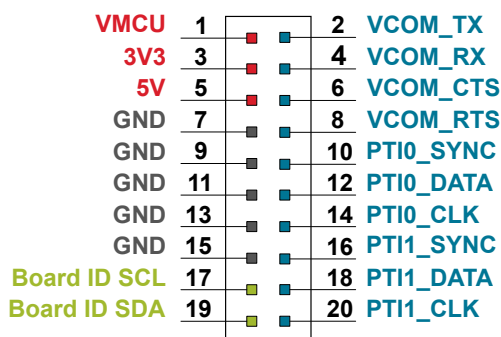 VMCU 1 2 VCOM_TX
3V3 3 4 VCOM_RX
5V 5 6 VCOM_CTS
GND 7 8 VCOM_RTS
GND 9 10 PTI0_SYNC
GND 11 12 PTI0_DATA
GND 13 14 PTI0_CLK
GND 15 16 PTI1_SYNC
Board ID SCL 17 18 PTI1_DATA
Board ID SDA 19 20 PTI1_CLK